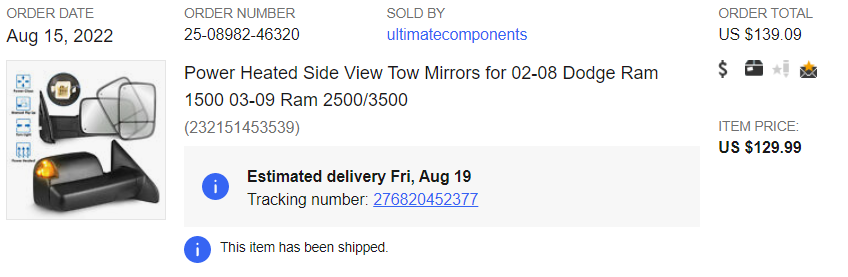 ORDER DATE
Aug 15, 2022
ORDER NUMBER
25-08982-46320
SOLD BY
ultimatecomponents
ORDER TOTAL
US $139.09
Power Heated Side View Tow Mirrors for 02-08 Dodge Ram
1500 03-09 Ram 2500/3500
(232151453539)
$
ITEM PRICE:
US $129.99
Estimated delivery Fri, Aug 19
Tracking number: 276820452377
This item has been shipped.